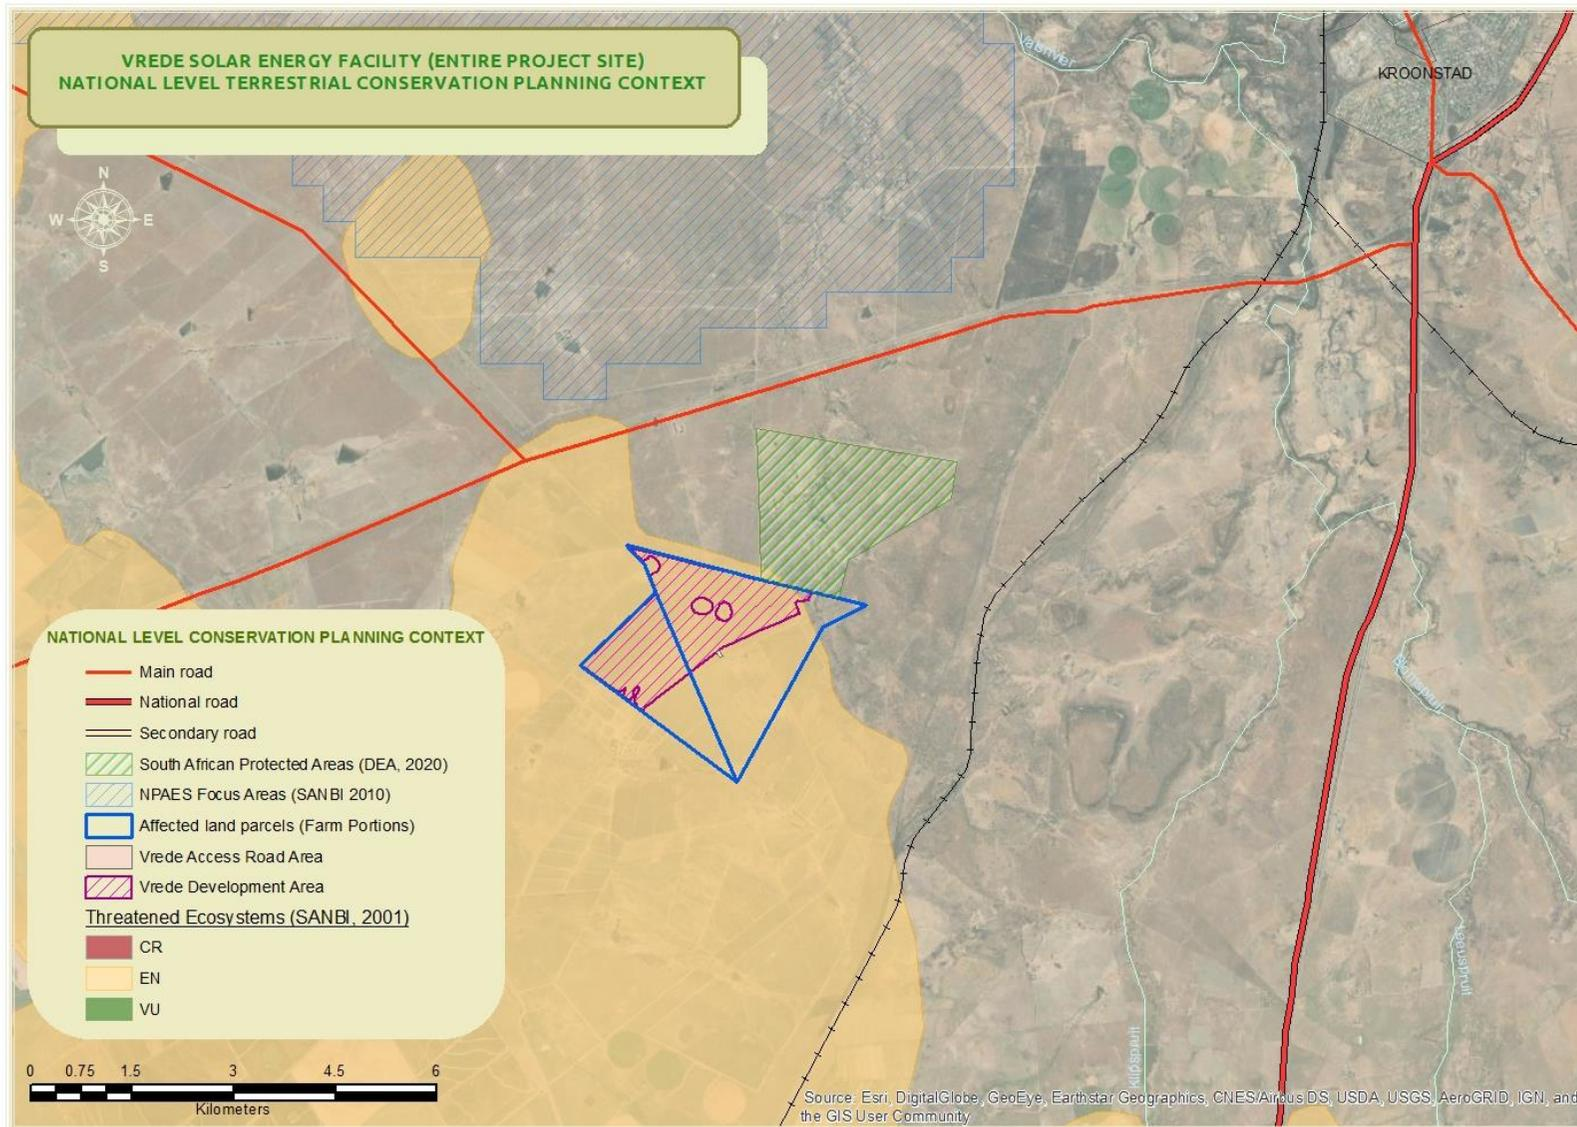 VREDE SOLAR ENERGY FACILITY (ENTIRE PROJECT SITE)
NATIONAL LEVEL TERRESTRIAL CONSERVATION PLANNING CONTEXT
KROONSTAD
N
W E
S
NATIONAL LEVEL CONSERVATION PLANNING CONTEXT
Main road
National road
Secondary road
South African Protected Areas (DEA, 2020)
NPAES Focus Areas (SANBI 2010)
Affected land parcels (Farm Portions)
Vrede Access Road Area
Vrede Development Area
Threatened Ecosystems (SANBI, 2001)
CR
EN
VU
Klipspruit
0 0.75 1.5 3 4.5 6
Kilometers
Source: Esri, DigitalGlobe, GeoEye, Earthstar Geographics, CNES/Airbus DS, USDA, USGS, AeroGRID, IGN, and
the GIS User Community